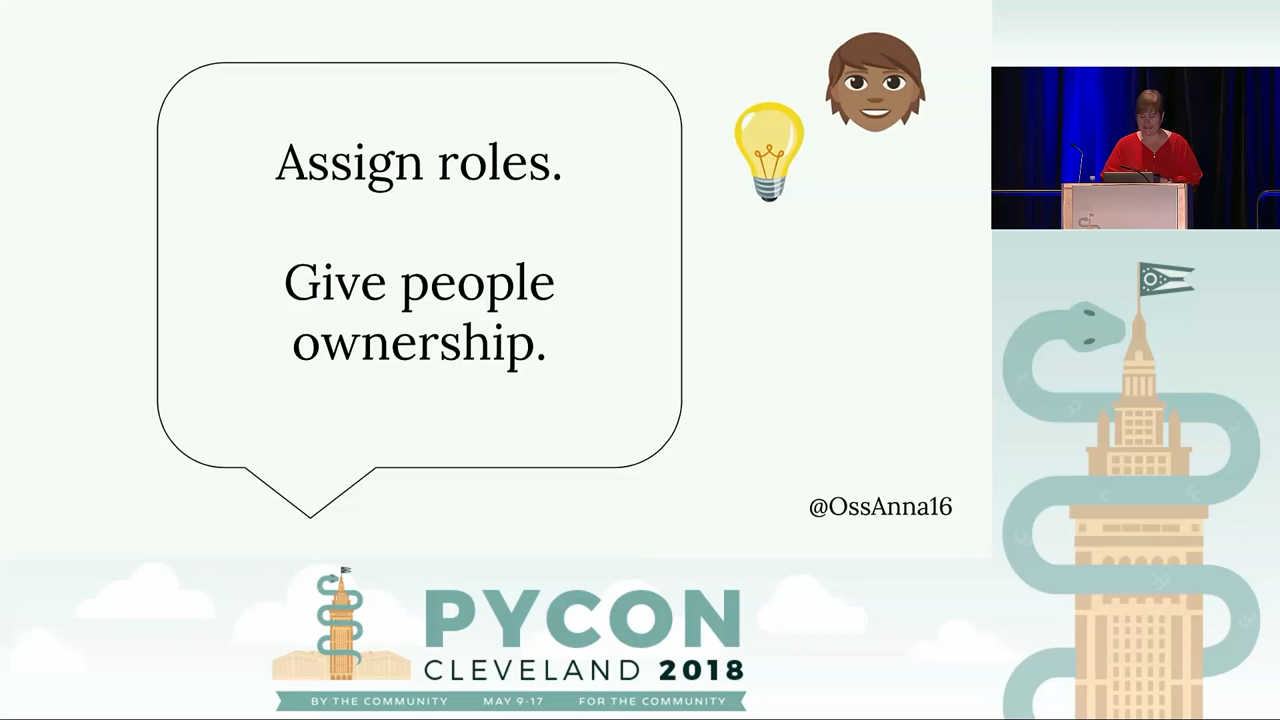 Assign roles.
Give people
ownership.
@OssAnna16
PYCON
CLEVELAND 2018
BY THE COMMUNITY MAY 9-17 FOR THE COMMUNITY